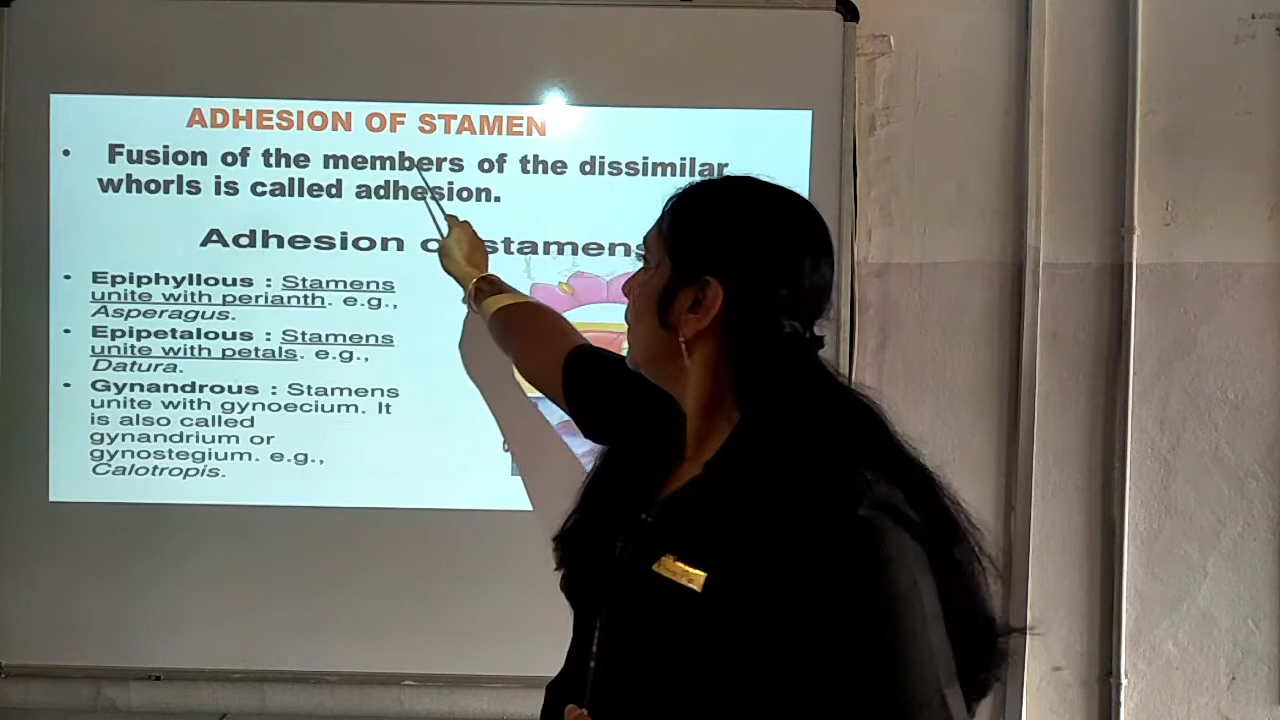 ADHESION OF STAMEN
• Fusion of the members of the dissimilar
whorls is called adhesion.
Adhesion stamens
• Epiphyllous : Stamens
unite with perianth. e.g.,
Asperagus.
• Epipetalous : Stamens
unite with petals. e.g.,
Datura.
• Gynandrous : Stamens
unite with gynoecium. It
is also called
gynandrium or
gynostegium. e.g.,
Calotropis.